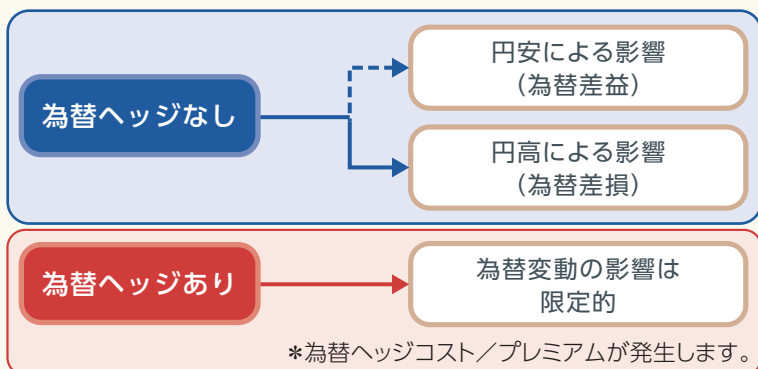 為替ヘッジなし
円安による影響
（為替差益）
円高による影響
（為替差損）
為替ヘッジあり
為替変動の影響は
限定的
*為替ヘッジコスト／プレミアムが発生します。